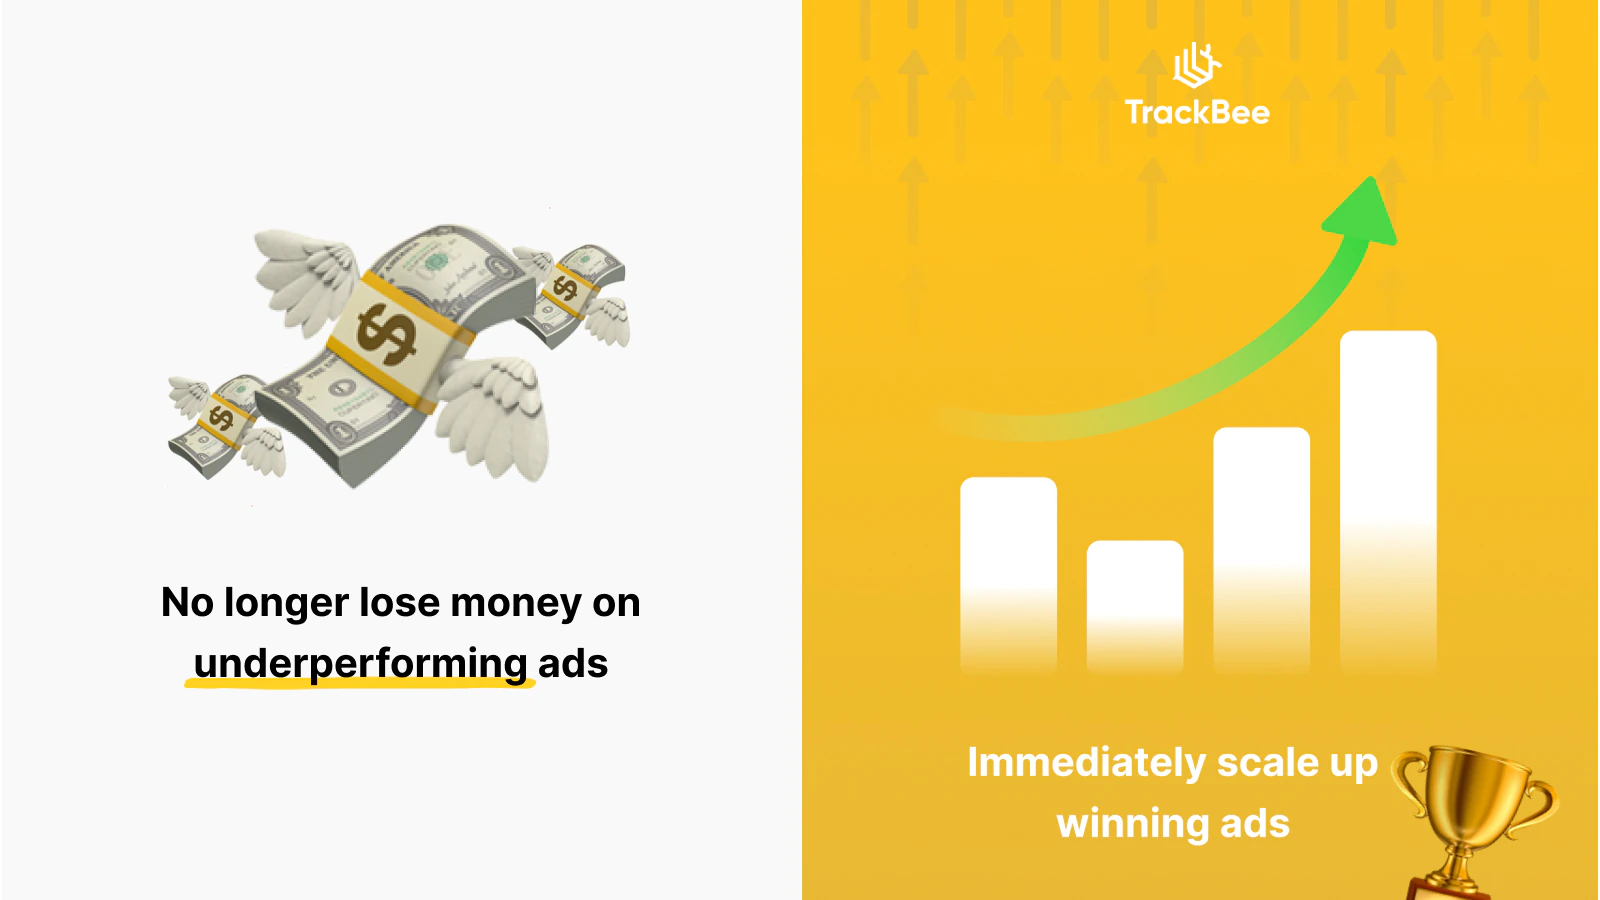 No longer lose money on
underperforming ads
TrackBee
Immediately scale up
winning ads